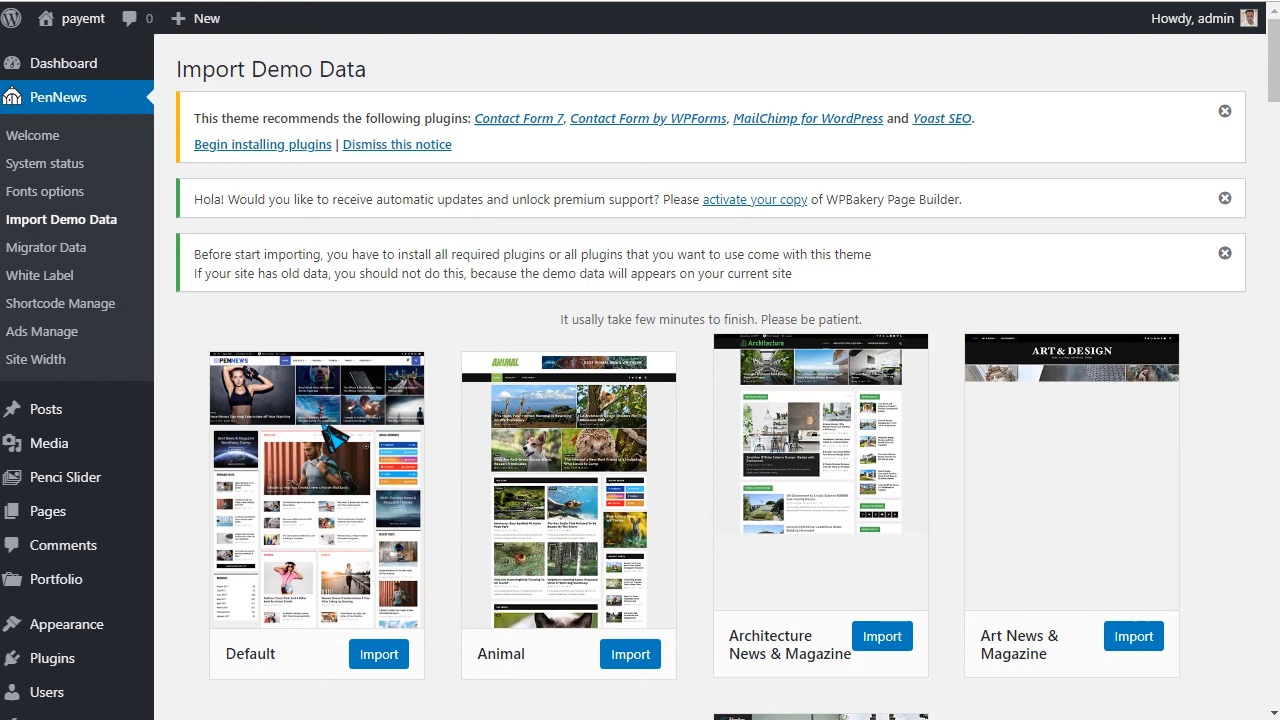 payemt
0
New
Howdy, admin
Dashboard
PenNews
Welcome
System status
Fonts options
Import Demo Data
Migrator Data
White Label
Shortcode Manage
Ads Manage
Site Width
Posts
Media
Penci Slider
Pages
Comments
Portfolio
Appearance
Plugins
Users
Import Demo Data
This theme recommends the following plugins: Contact Form 7, Contact Form by WPForms, MailChimp for WordPress and Yoast SEO.
Begin installing plugins | Dismiss this notice
Hola! Would you like to receive automatic updates and unlock premium support? Please activate your copy of WPBakery Page Builder.
Before start importing, you have to install all required plugins or all plugins that you want to use come with this theme
If your site has old data, you should not do this, because the demo data will appears on your current site
It usally take few minutes to finish. Please be patient.
PENNEWS
ANIMAL
Architecture
ART & DESIGN
Default
Import
Animal
Import
Architecture
News & Magazine
Import
Art News &
Magazine
Import